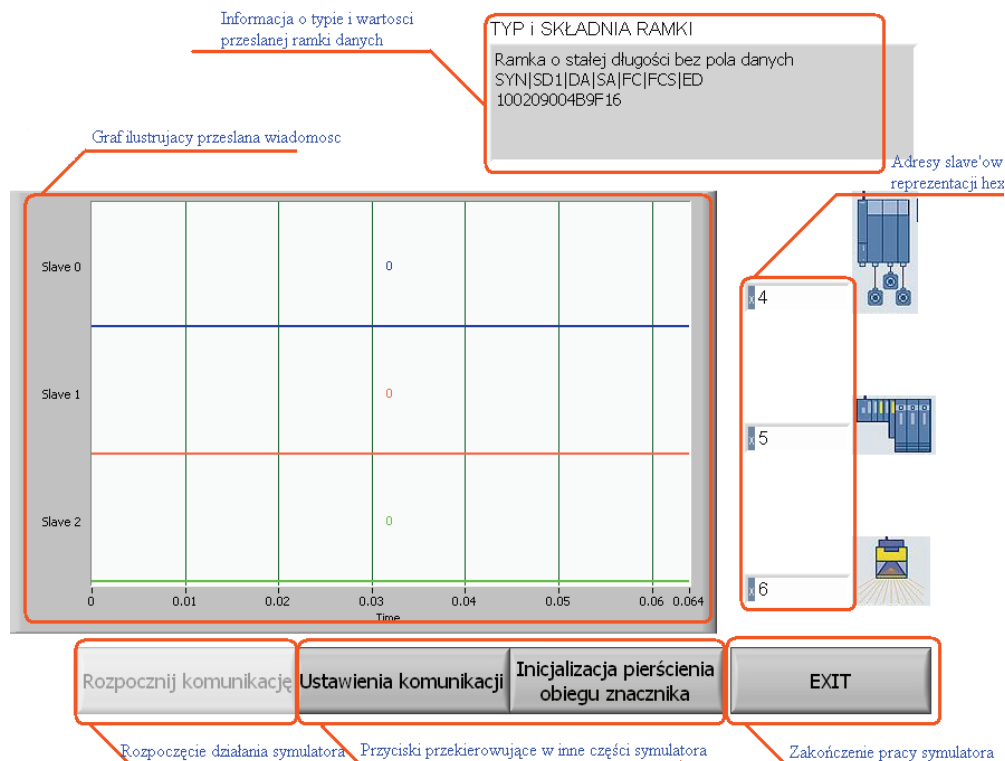 Informacja o typie i wartosci
przeslanej ramki danych
TYP i SKŁADNIA RAMKI
Ramka o stałej długości bez pola danych
SYN|SD1|DA|SA|FC|FCS|ED
100209004B9F16
Graf ilustrujacy przeslana wiadomosc
Adresy slave'ow
reprezentacji hex
Slave 0
0
x 4
Slave 1
0
x 5
Slave 2
0
x 6
0 0.01 0.02 0.03 0.04 0.05 0.06 0.064
Time
Rozpocznij komunikację
Ustawienia komunikacji
Inicjalizacja pierścienia
obiegu znacznika
EXIT
Rozpoczęcie działania symulatora
Przyciski przekierowujące w inne części symulatora
Zakończenie pracy symulatora